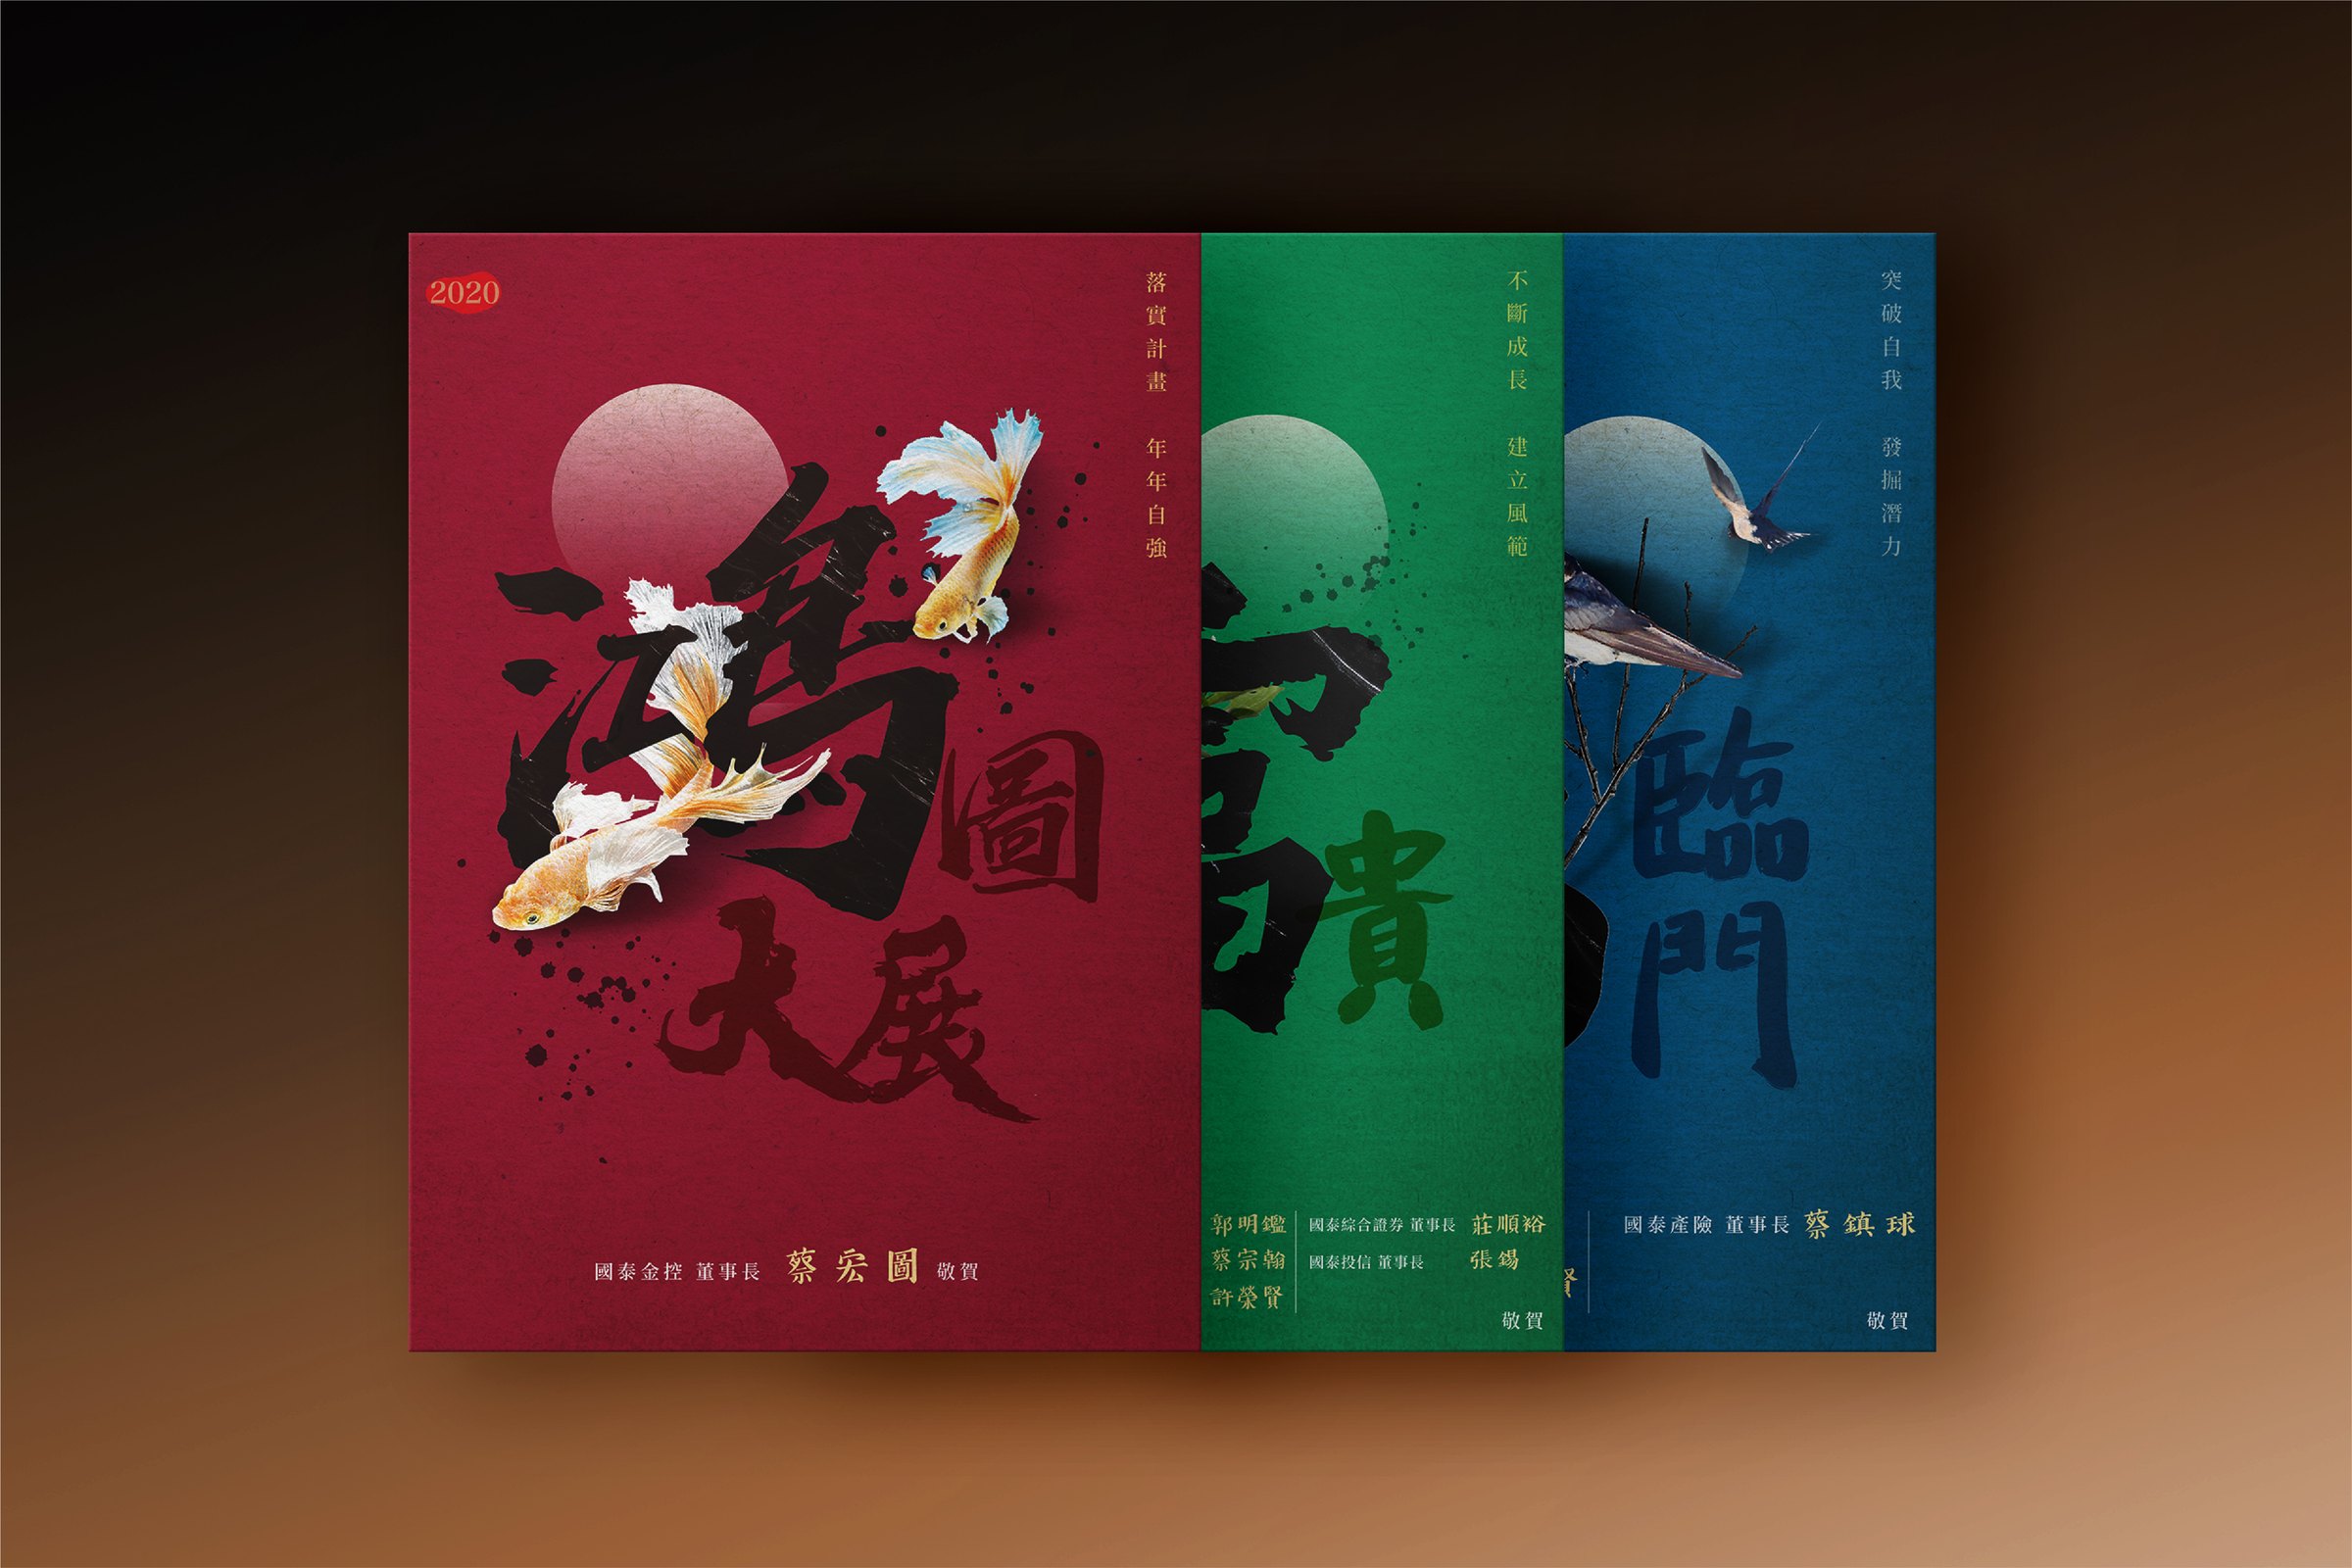 2020
落實計畫 年年自強
鴻圖
大展
國泰金控 董事長 蔡宏圖 敬賀
不斷成長 建立風範
富貴
郭明鑑
蔡宗翰
許榮賢
國泰綜合證券 董事長 莊順裕
國泰投信 董事長 張錫
敬賀
突破自我 發掘潛力
臨門
賢
國泰產險 董事長 蔡鎮球
敬賀